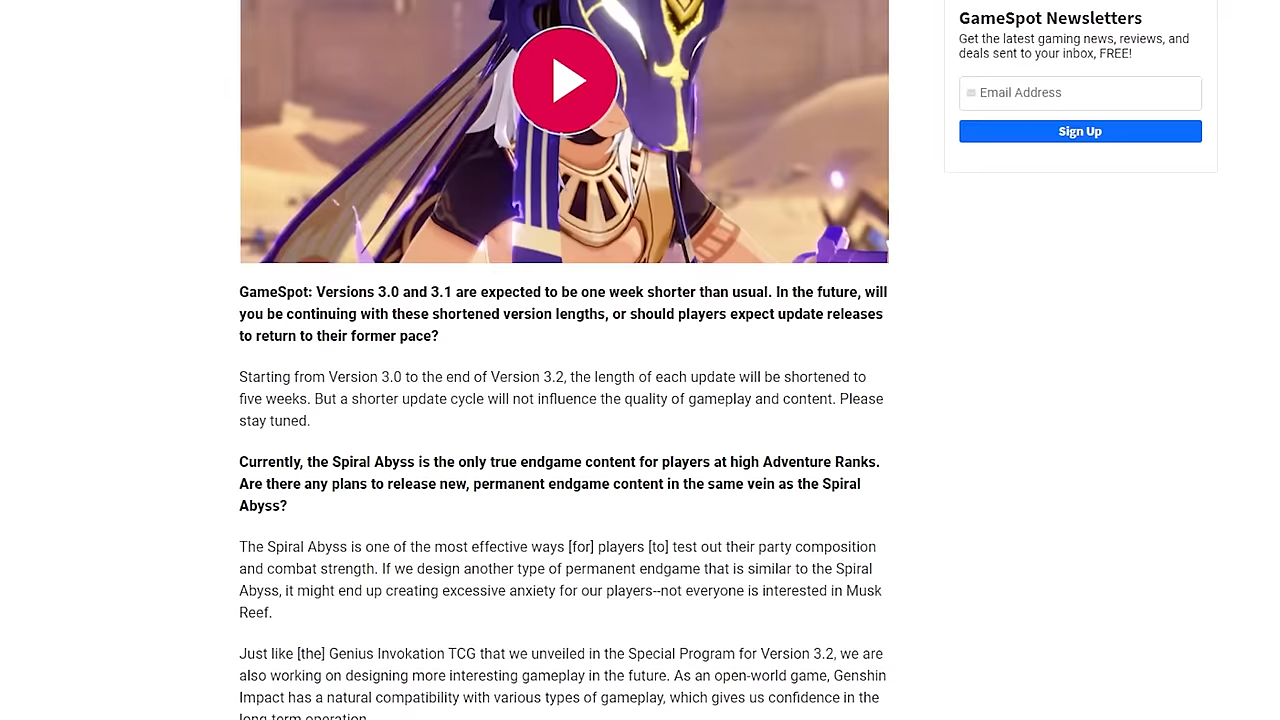 GameSpot Newsletters
Get the latest gaming news, reviews, and
deals sent to your inbox, FREE!
Email Address
Sign Up
GameSpot: Versions 3.0 and 3.1 are expected to be one week shorter than usual. In the future, will
you be continuing with these shortened version lengths, or should players expect update releases
to return to their former pace?
Starting from Version 3.0 to the end of Version 3.2, the length of each update will be shortened to
five weeks. But a shorter update cycle will not influence the quality of gameplay and content. Please
stay tuned.
Currently, the Spiral Abyss is the only true endgame content for players at high Adventure Ranks.
Are there any plans to release new, permanent endgame content in the same vein as the Spiral
Abyss?
The Spiral Abyss is one of the most effective ways [for] players [to] test out their party composition
and combat strength. If we design another type of permanent endgame that is similar to the Spiral
Abyss, it might end up creating excessive anxiety for our players--not everyone is interested in Musk
Reef.
Just like [the] Genius Invokation TCG that we unveiled in the Special Program for Version 3.2, we are
also working on designing more interesting gameplay in the future. As an open-world game, Genshin
Impact has a natural compatibility with various types of gameplay, which gives us confidence in the
long-term operation.